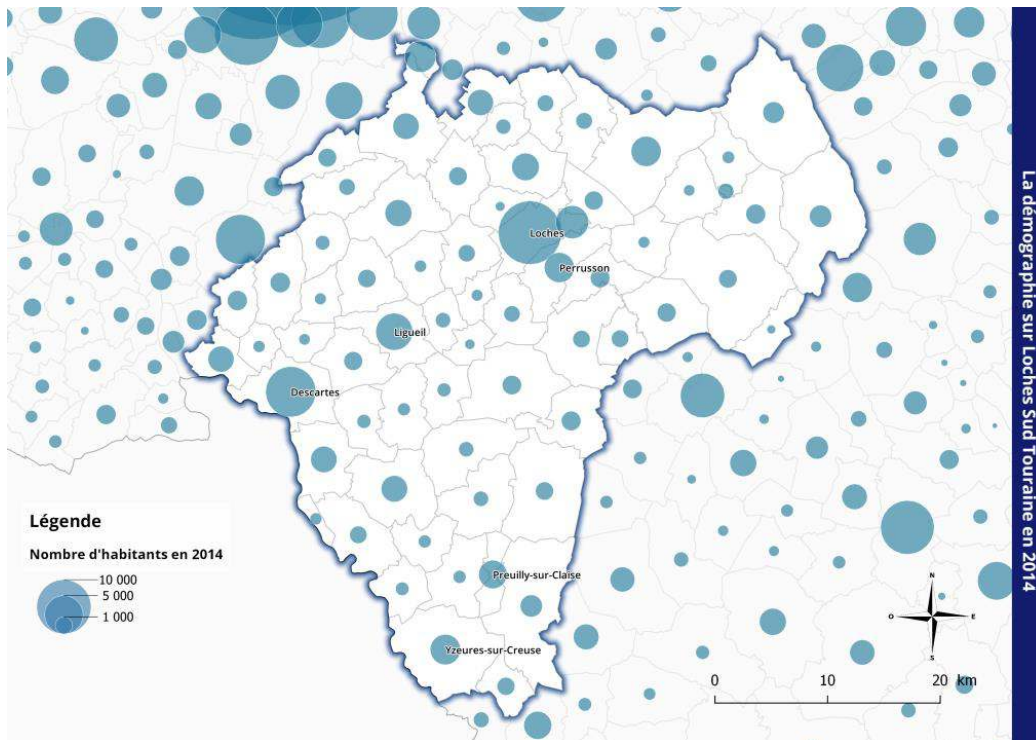 Loches
Perrusson
Ligueil
Descartes
Preuilly-sur-Claise
Yzeures-sur-Creuse
Légende
Nombre d'habitants en 2014
10 000
5 000
1 000
N
O
E
S
0
10
20 km
La démographie sur Loches Sud Touraine en 2014